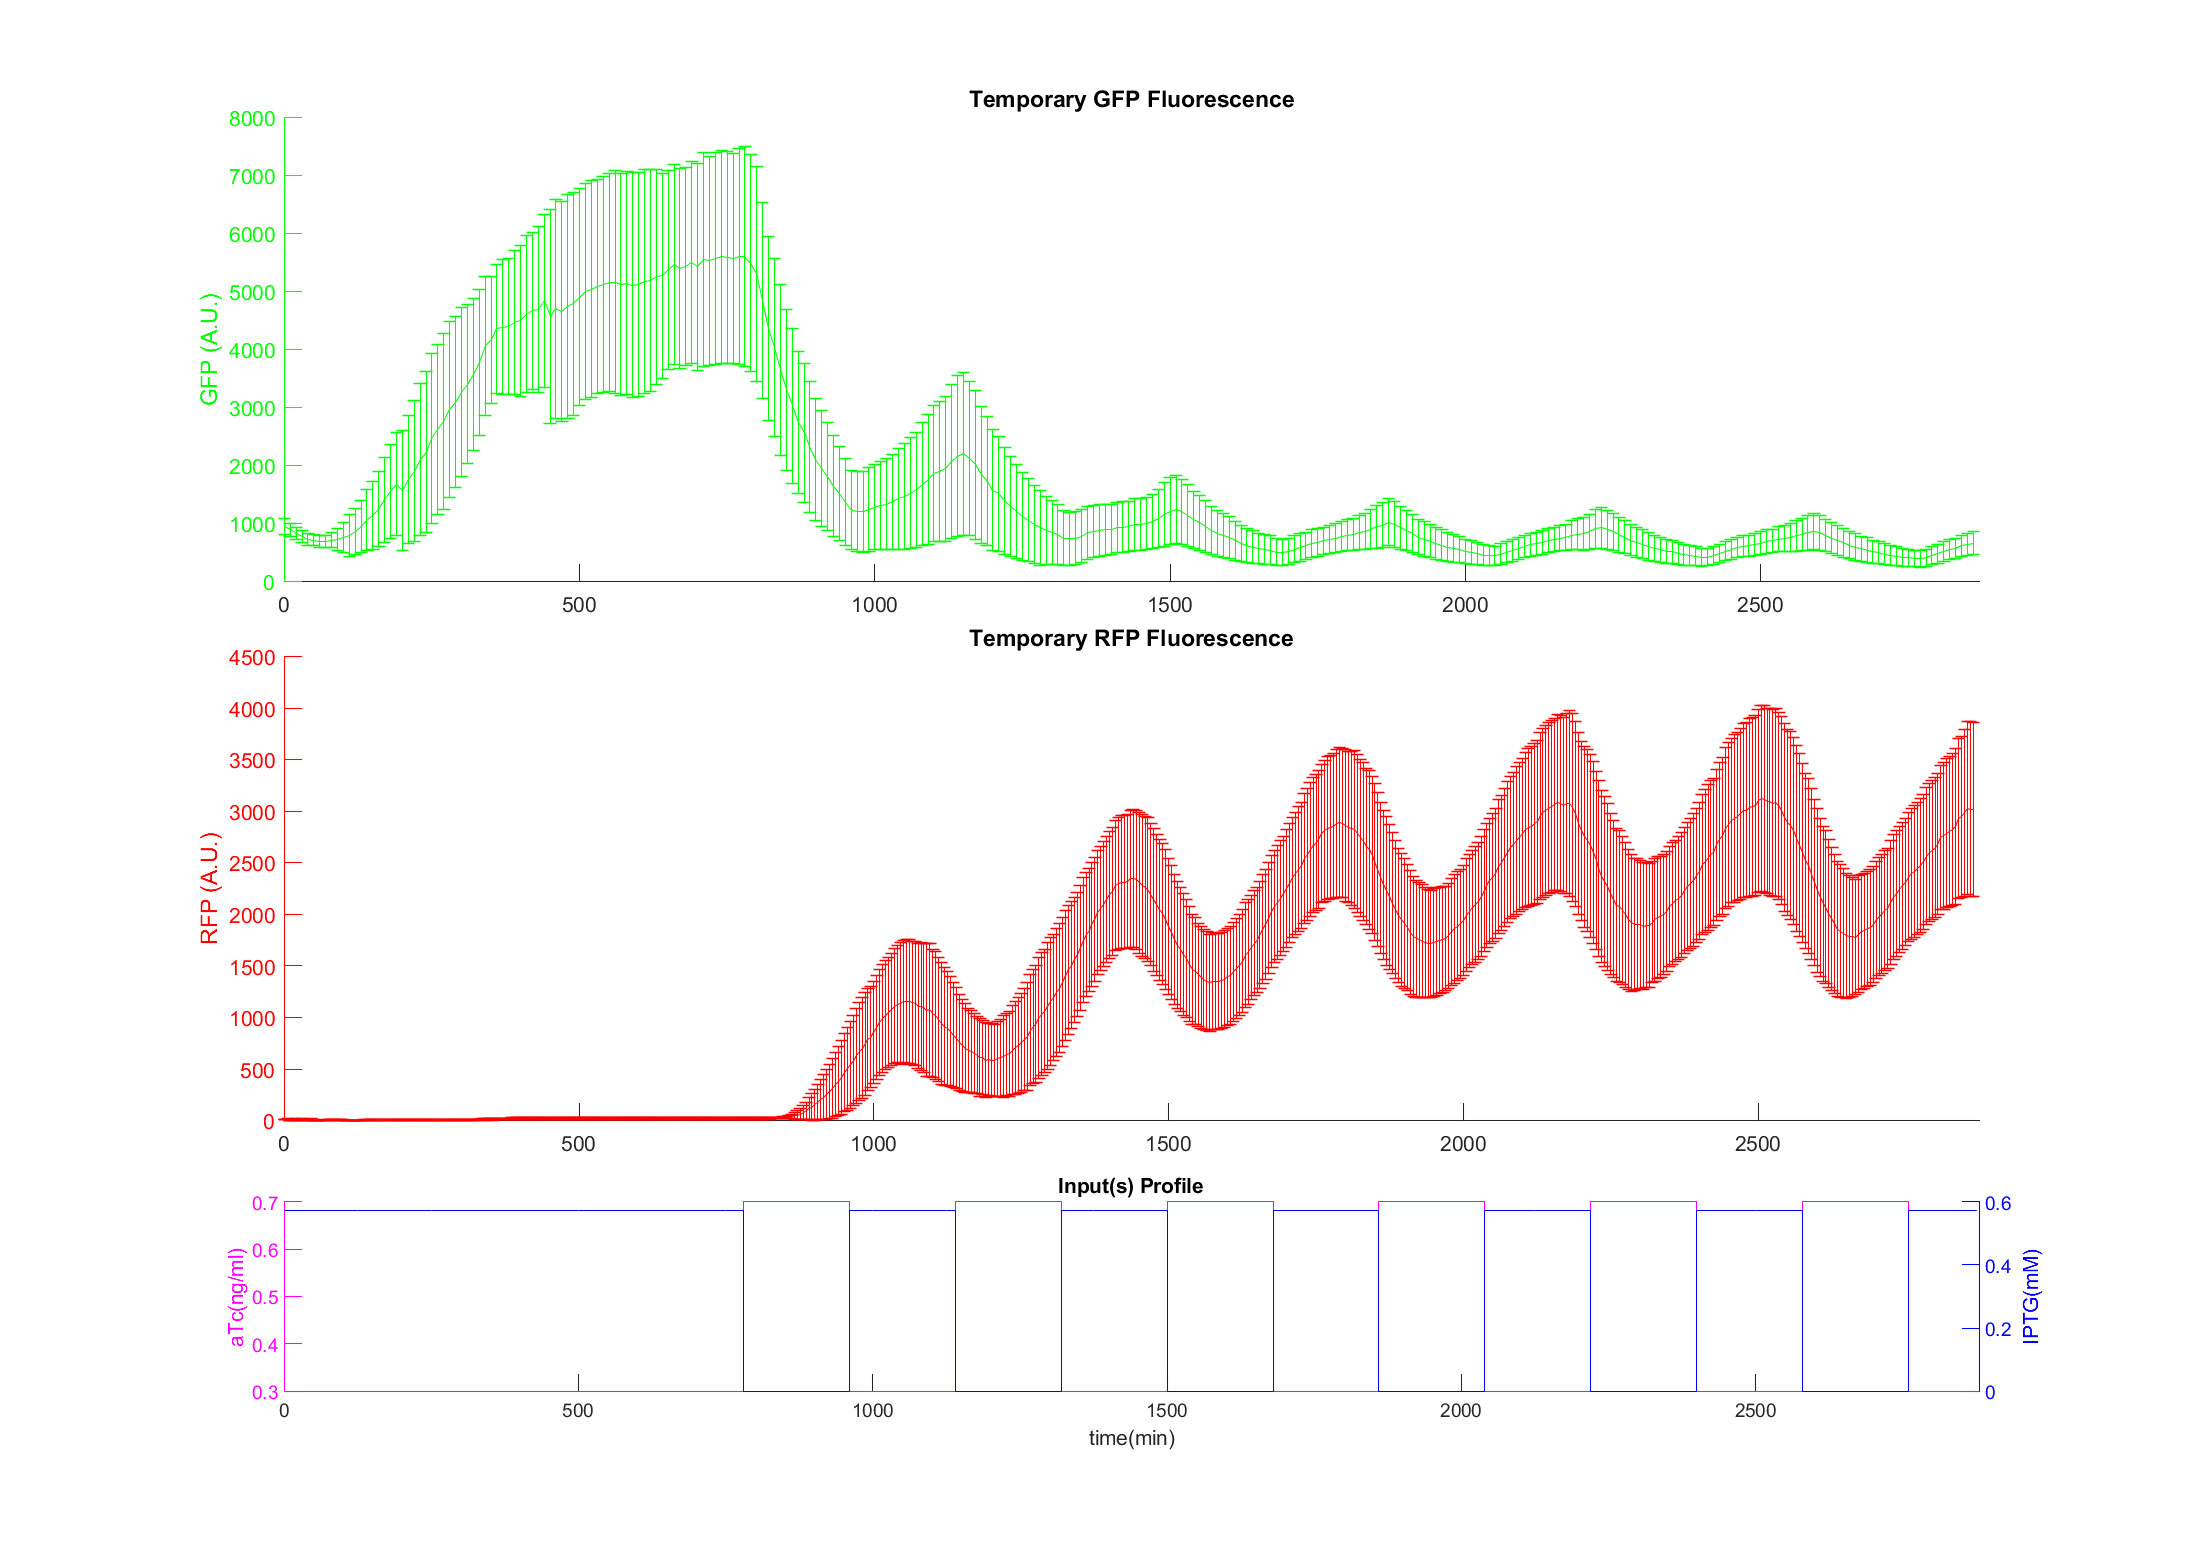 Temporary GFP Fluorescence
8000
7000
6000
5000
4000
3000
2000
1000
0
GFP (A.U.)
0 500 1000 1500 2000 2500
Temporary RFP Fluorescence
4500
4000
3500
3000
2500
2000
1500
1000
500
0
RFP (A.U.)
0 500 1000 1500 2000 2500
Input(s) Profile
0.7
0.6
0.5
0.4
0.3
aTc(ng/ml)
0.6
0.4
0.2
0
IPTG(mM)
0 500 1000 1500 2000 2500
time(min)